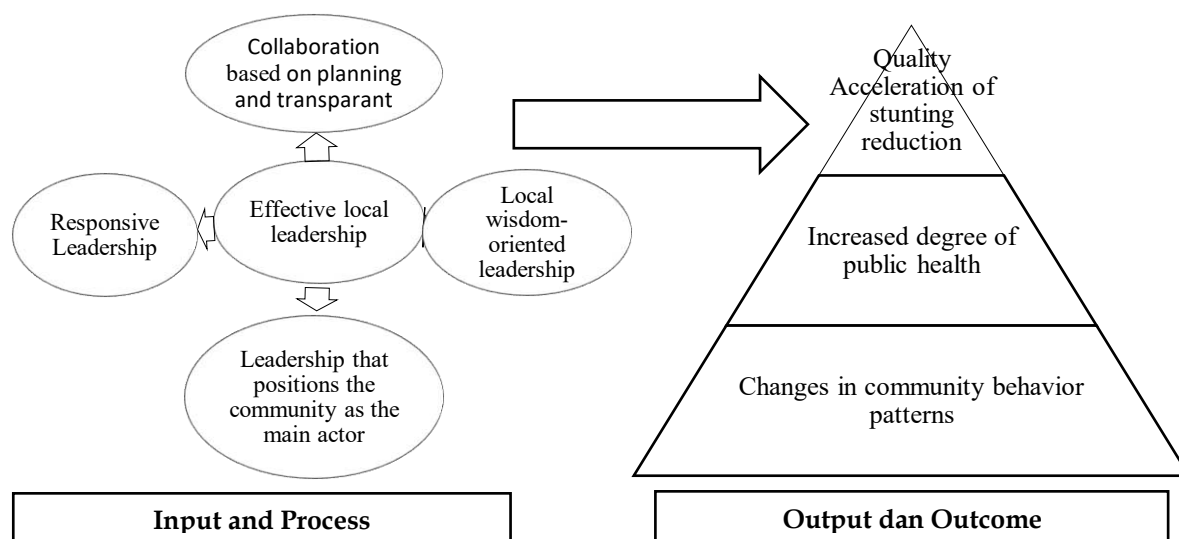 Collaboration
based on planning
and transparant
Responsive
Leadership
Effective local
leadership
Local
wisdom-
oriented
leadership
Leadership that
positions the
community as the
main actor
Input and Process
Quality
Acceleration of
stunting
reduction
Increased degree of
public health
Changes in community behavior
patterns
Output dan Outcome